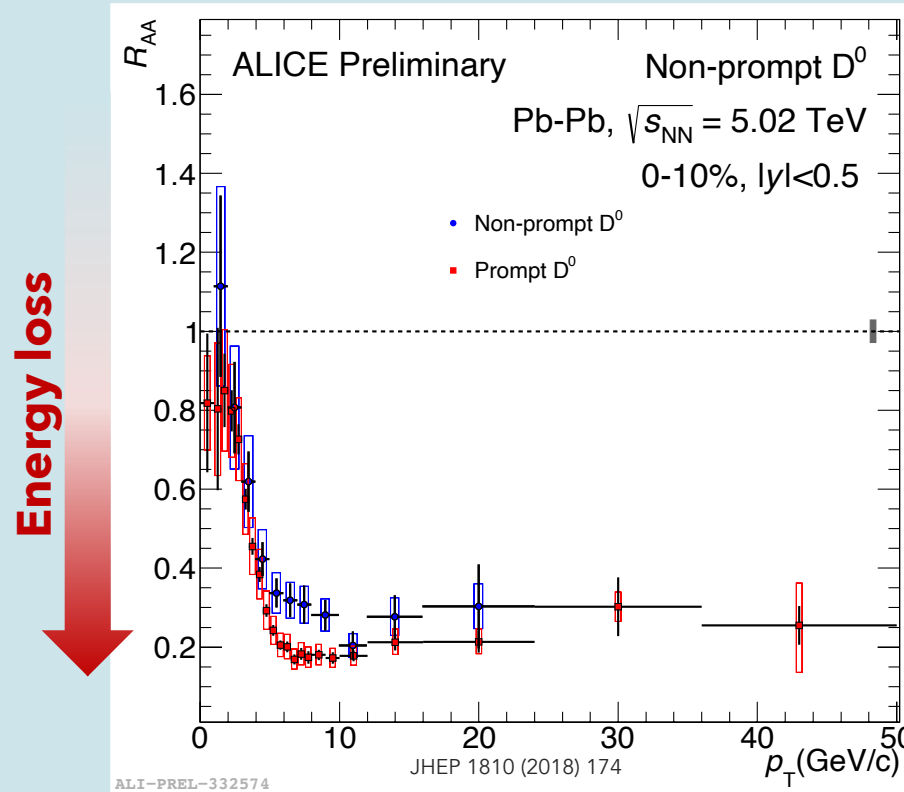 Energy loss
R_AA
ALICE Preliminary
Non-prompt D⁰
Pb-Pb, √s_NN = 5.02 TeV
0-10%, |y|<0.5
Non-prompt D⁰
Prompt D⁰
1.6
1.4
1.2
1
0.8
0.6
0.4
0.2
0 10 20 30 40 50
p_T(GeV/c)
JHEP 1810 (2018) 174
ALI-PREL-332574